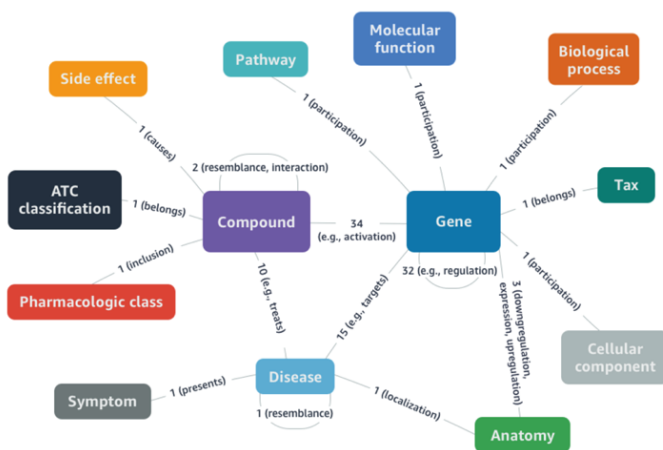 Molecular
function
Pathway
Biological
process
Side effect
1 (participation)
1 (participation)
1 (participation)
1 (causes)
2 (resemblance, interaction)
ATC
classification
1 (belongs)
Compound
34
(e.g., activation)
Gene
1 (belongs)
Tax
1 (inclusion)
Pharmacologic class
10 (e.g., treats)
15 (e.g., targets)
32 (e.g., regulation)
3 (downgregulation,
expression, upregulation)
1 (participation)
Cellular
component
Symptom
1 (presents)
Disease
1 (resemblance)
1 (localization)
Anatomy